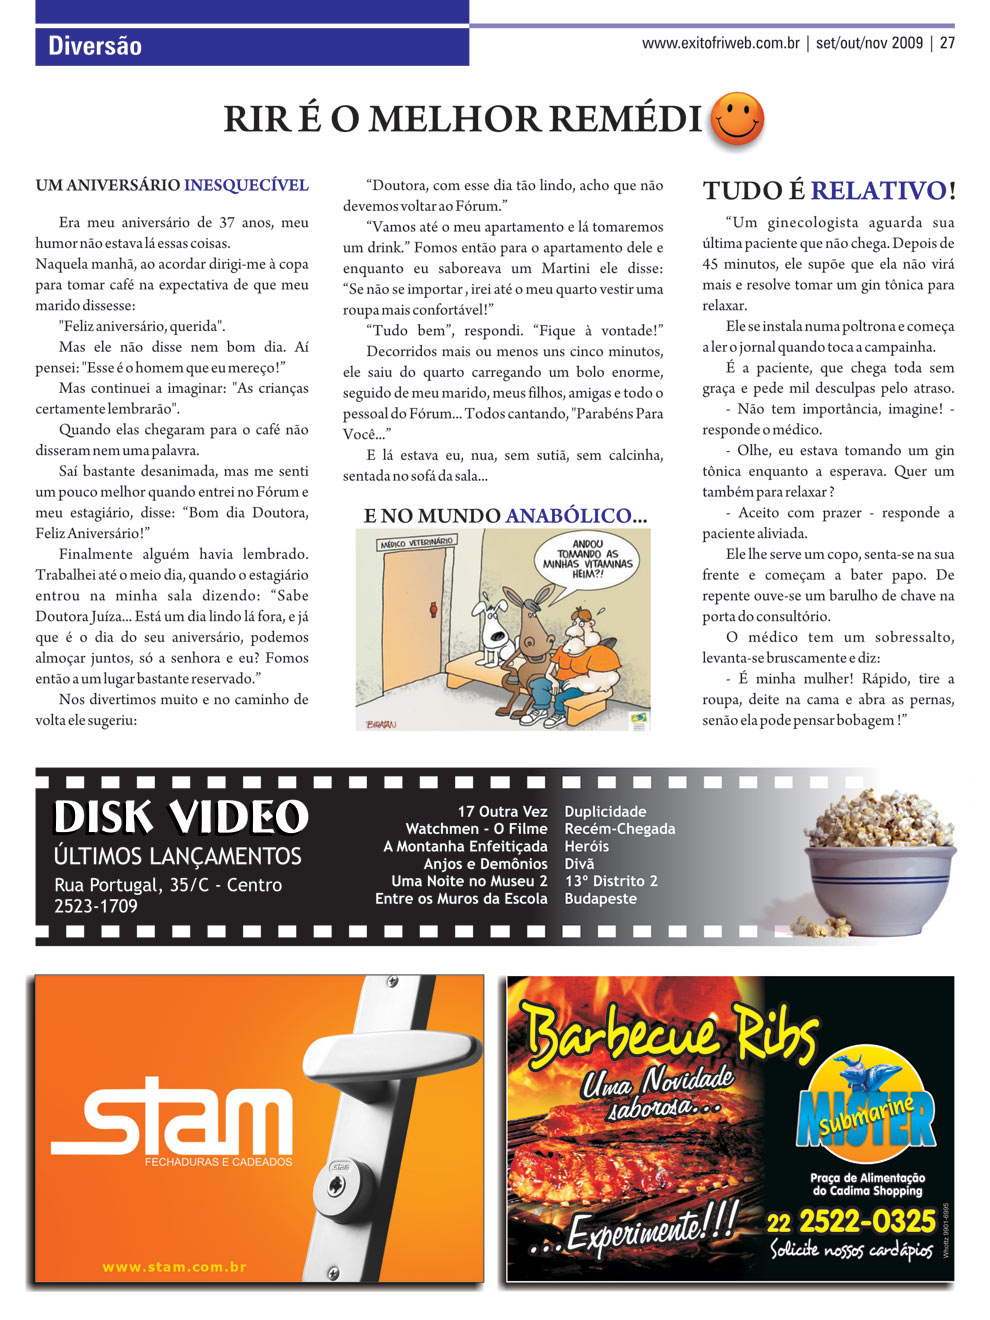 Diversão
www.exitofriweb.com.br | set/out/nov 2009 | 27
RIR É O MELHOR REMÉDI
UM ANIVERSÁRIO INESQUECÍVEL
Era meu aniversário de 37 anos, meu
humor não estava lá essas coisas.
Naquela manhã, ao acordar dirigi-me à copa
para tomar café na expectativa de que meu
marido dissesse:
"Feliz aniversário, querida".
Mas ele não disse nem bom dia. Aí
pensei: "Esse é o homem que eu mereço!”
Mas continuei a imaginar: "As crianças
certamente lembrarão".
Quando elas chegaram para o café não
disseram nem uma palavra.
Saí bastante desanimada, mas me senti
um pouco melhor quando entrei no Fórum e
meu estagiário, disse: “Bom dia Doutora,
Feliz Aniversário!”
Finalmente alguém havia lembrado.
Trabalhei até o meio dia, quando o estagiário
entrou na minha sala dizendo: “Sabe
Doutora Juíza... Está um dia lindo lá fora, e já
que é o dia do seu aniversário, podemos
almoçar juntos, só a senhora e eu? Fomos
então a um lugar bastante reservado.”
Nos divertimos muito e no caminho de
volta ele sugeriu:
“Doutora, com esse dia tão lindo, acho que não
devemos voltar ao Fórum.”
“Vamos até o meu apartamento e lá tomaremos
um drink.” Fomos então para o apartamento dele e
enquanto eu saboreava um Martini ele disse:
“Se não se importar , irei até o meu quarto vestir uma
roupa mais confortável!”
“Tudo bem”, respondi. “Fique à vontade!”
Decorridos mais ou menos uns cinco minutos,
ele saiu do quarto carregando um bolo enorme,
seguido de meu marido, meus filhos, amigas e todo o
pessoal do Fórum... Todos cantando, "Parabéns Para
Você...”
E lá estava eu, nua, sem sutiã, sem calcinha,
sentada no sofá da sala...
E NO MUNDO ANABÓLICO...
MÉDICO VETERINÁRIO
ANDOU
TOMANDO AS
MINHAS VITAMINAS
HEIM?!
BIRATAN
TUDO É RELATIVO!
“Um ginecologista aguarda sua
última paciente que não chega. Depois de
45 minutos, ele supõe que ela não virá
mais e resolve tomar um gin tônica para
relaxar.
Ele se instala numa poltrona e começa
a ler o jornal quando toca a campainha.
É a paciente, que chega toda sem
graça e pede mil desculpas pelo atraso.
- Não tem importância, imagine! -
responde o médico.
- Olhe, eu estava tomando um gin
tônica enquanto a esperava. Quer um
também para relaxar ?
- Aceito com prazer - responde a
paciente aliviada.
Ele lhe serve um copo, senta-se na sua
frente e começam a bater papo. De
repente ouve-se um barulho de chave na
porta do consultório.
O médico tem um sobressalto,
levanta-se bruscamente e diz:
- É minha mulher! Rápido, tire a
roupa, deite na cama e abra as pernas,
senão ela pode pensar bobagem !”
DISK VIDEO
ÚLTIMOS LANÇAMENTOS
Rua Portugal, 35/C - Centro
2523-1709
17 Outra Vez
Watchmen - O Filme
A Montanha Enfeitiçada
Anjos e Demônios
Uma Noite no Museu 2
Entre os Muros da Escola
Duplicidade
Recém-Chegada
Heróis
Divã
13º Distrito 2
Budapeste
stam
FECHADURAS E CADEADOS
stam
www.stam.com.br
Barbecue Ribs
Uma Novidade
saborosa...
...Experimente!!!
MISTER
submarine
Praça de Alimentação
do Cadima Shopping
22 2522-0325
Solicite nossos cardápios
Wholtz 9901-6995